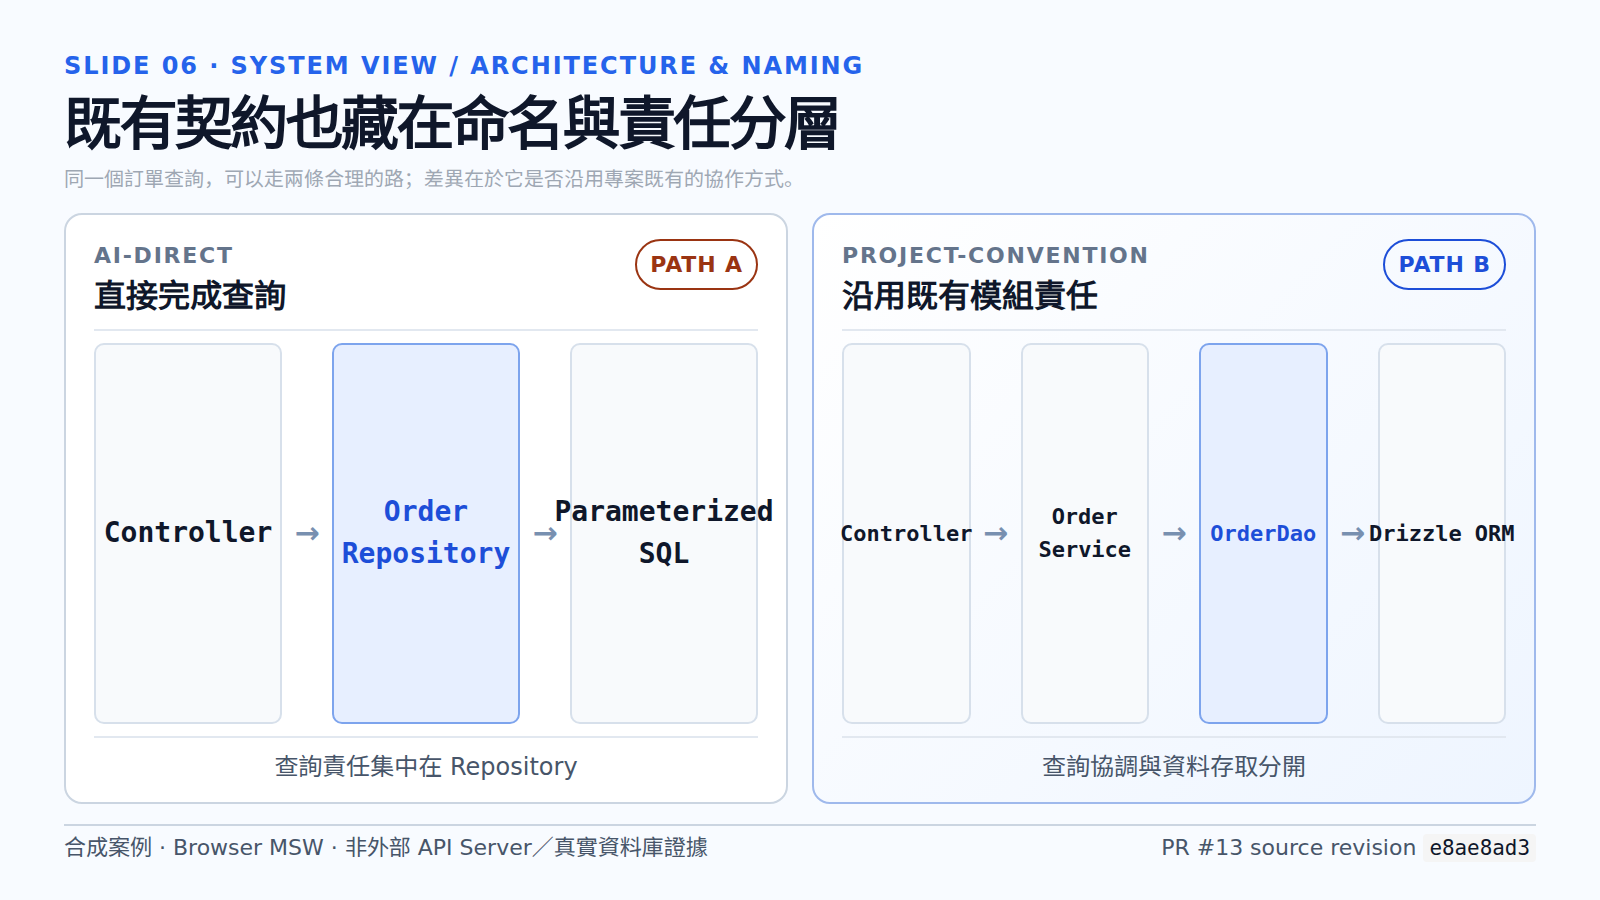 SLIDE 06 · SYSTEM VIEW / ARCHITECTURE & NAMING
既有契約也藏在命名與責任分層
同一個訂單查詢，可以走兩條合理的路；差異在於它是否沿用專案既有的協作方式。
AI-DIRECT
直接完成查詢
PATH A
Controller
→
Order
Repository
→
Parameterized
SQL
查詢責任集中在 Repository
PROJECT-CONVENTION
沿用既有模組責任
PATH B
Controller
→
Order
Service
→
OrderDao
→
Drizzle ORM
查詢協調與資料存取分開
合成案例 · Browser MSW · 非外部 API Server／真實資料庫證據
PR #13 source revision e8ae8ad3